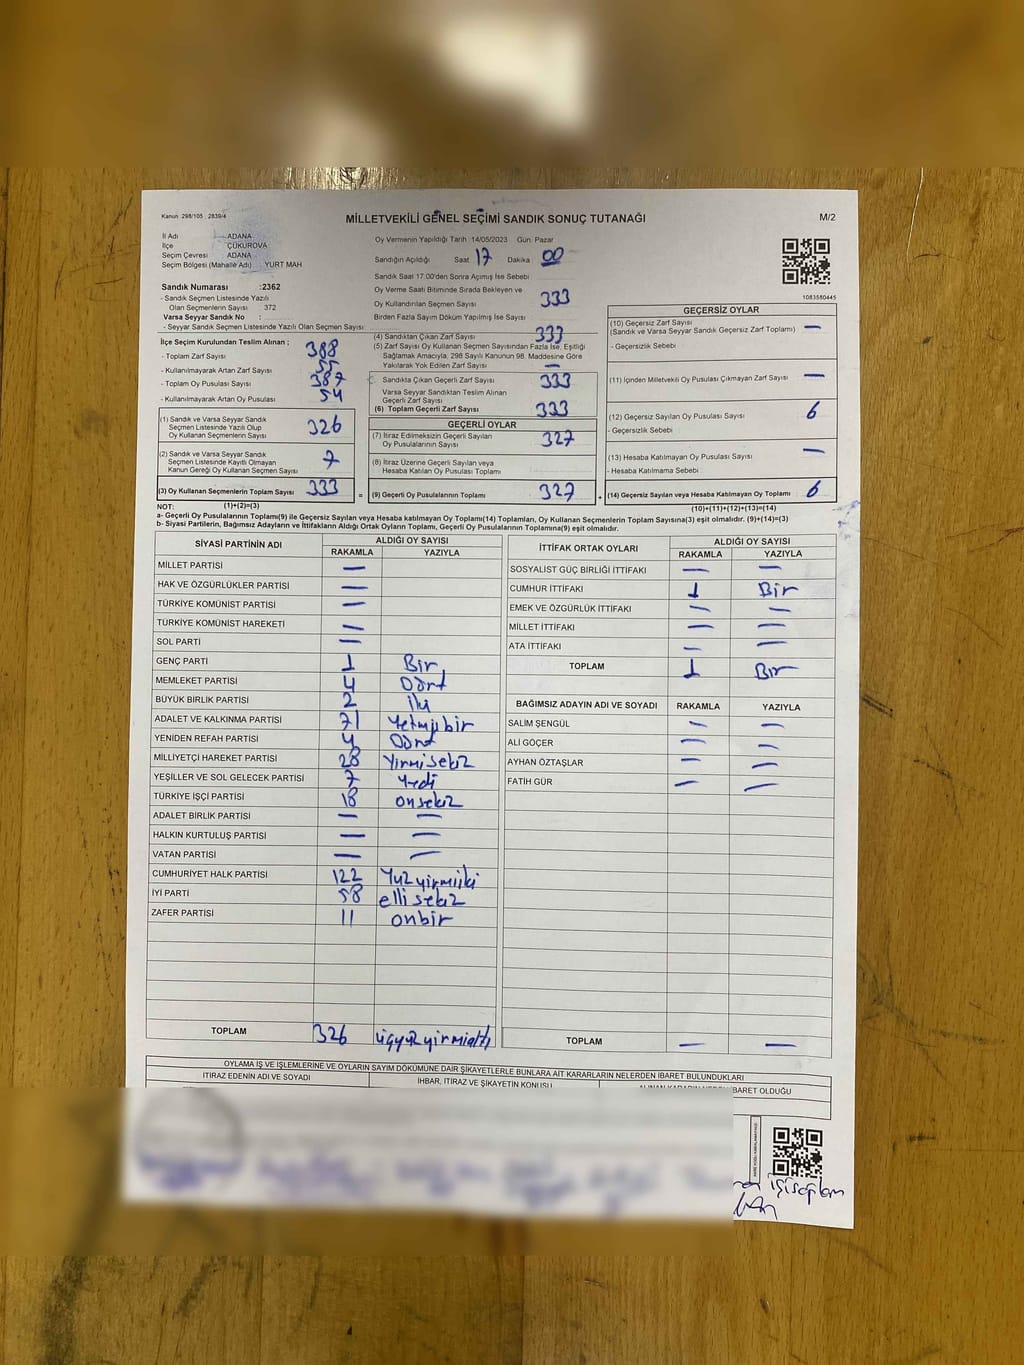 Kanun 298/105 : 2839/4
MİLLETVEKİLİ GENEL SEÇİMİ SANDIK SONUÇ TUTANAĞI
M/2
İl Adı : ADANA
İlçe : ÇUKUROVA
Seçim Çevresi : ADANA
Seçim Bölgesi (Mahalle Adı) : YURT MAH
Sandık Numarası :2362
- Sandık Seçmen Listesinde Yazılı
Olan Seçmenlerin Sayısı : 372
Varsa Seyyar Sandık No :
- Seyyar Sandık Seçmen Listesinde Yazılı Olan Seçmen Sayısı :
İlçe Seçim Kurulundan Teslim Alınan ;
- Toplam Zarf Sayısı : 388
- Kullanılmayarak Artan Zarf Sayısı : 55
- Toplam Oy Pusulası Sayısı : 387
- Kullanılmayarak Artan Oy Pusulası : 54
(1) Sandık ve Varsa Seyyar Sandık
Seçmen Listesinde Yazılı Olup
Oy Kullanan Seçmenlerin Sayısı 326
(2) Sandık ve Varsa Seyyar Sandık
Seçmen Listesinde Kayıtlı Olmayan
Kanun Gereği Oy Kullanan Seçmen Sayısı 7
(3) Oy Kullanan Seçmenlerin Toplam Sayısı 333
(1)+(2)=(3)
Oy Vermenin Yapıldığı Tarih :14/05/2023 Gün: Pazar
Sandığın Açıldığı Saat 17 Dakika 00
Sandık Saat 17.00'den Sonra Açılmış İse Sebebi
Oy Verme Saati Bitiminde Sırada Bekleyen ve
Oy Kullandırılan Seçmen Sayısı 333
Birden Fazla Sayım Döküm Yapılmış İse Sayısı
(4) Sandıktan Çıkan Zarf Sayısı 333
(5) Zarf Sayısı Oy Kullanan Seçmen Sayısından Fazla İse, Eşitliği
Sağlamak Amacıyla, 298 Sayılı Kanunun 98. Maddesine Göre
Yakılarak Yok Edilen Zarf Sayısı : —
Sandıkta Çıkan Geçerli Zarf Sayısı 333
Varsa Seyyar Sandıktan Teslim Alınan
Geçerli Zarf Sayısı
(6) Toplam Geçerli Zarf Sayısı 333
GEÇERLİ OYLAR
(7) İtiraz Edilmeksizin Geçerli Sayılan
Oy Pusulalarının Sayısı 327
(8) İtiraz Üzerine Geçerli Sayılan veya
Hesaba Katılan Oy Pusulası Toplamı
= (9) Geçerli Oy Pusulalarının Toplamı 327
1083580445
GEÇERSİZ OYLAR
(10) Geçersiz Zarf Sayısı
(Sandık ve Varsa Seyyar Sandık Geçersiz Zarf Toplamı) —
- Geçersizlik Sebebi :
(11) İçinden Milletvekili Oy Pusulası Çıkmayan Zarf Sayısı —
(12) Geçersiz Sayılan Oy Pusulası Sayısı 6
- Geçersizlik Sebebi :
(13) Hesaba Katılmayan Oy Pusulası Sayısı —
- Hesaba Katılmama Sebebi :
+ (14) Geçersiz Sayılan veya Hesaba Katılmayan Oy Toplamı 6
(10)+(11)+(12)+(13)=(14)
NOT:
a- Geçerli Oy Pusulalarının Toplamı(9) ile Geçersiz Sayılan veya Hesaba katılmayan Oy Toplamı(14) Toplamları, Oy Kullanan Seçmenlerin Toplam Sayısına(3) eşit olmalıdır. (9)+(14)=(3)
b- Siyasi Partilerin, Bağımsız Adayların ve İttifakların Aldığı Ortak Oyların Toplamı, Geçerli Oy Pusulalarının Toplamına(9) eşit olmalıdır.
SİYASİ PARTİNİN ADI ALDIĞI OY SAYISI
RAKAMLA YAZIYLA
MİLLET PARTİSİ —
HAK VE ÖZGÜRLÜKLER PARTİSİ —
TÜRKİYE KOMÜNİST PARTİSİ —
TÜRKİYE KOMÜNİST HAREKETİ —
SOL PARTİ —
GENÇ PARTİ 1 Bir
MEMLEKET PARTİSİ 4 Dört
BÜYÜK BİRLİK PARTİSİ 2 iki
ADALET VE KALKINMA PARTİSİ 71 Yetmişbir
YENİDEN REFAH PARTİSİ 4 Dört
MİLLİYETÇİ HAREKET PARTİSİ 28 Yirmisekiz
YEŞİLLER VE SOL GELECEK PARTİSİ 7 Yedi
TÜRKİYE İŞÇİ PARTİSİ 18 onsekiz
ADALET BİRLİK PARTİSİ — —
HALKIN KURTULUŞ PARTİSİ — —
VATAN PARTİSİ — —
CUMHURİYET HALK PARTİSİ 122 Yüzyirmiiki
İYİ PARTİ 58 ellisekiz
ZAFER PARTİSİ 11 onbir
TOPLAM 326 üçyüzyirmialtı
İTTİFAK ORTAK OYLARI ALDIĞI OY SAYISI
RAKAMLA YAZIYLA
SOSYALİST GÜÇ BİRLİĞİ İTTİFAKI — —
CUMHUR İTTİFAKI 1 Bir
EMEK VE ÖZGÜRLÜK İTTİFAKI — —
MİLLET İTTİFAKI — —
ATA İTTİFAKI — —
TOPLAM 1 Bir
BAĞIMSIZ ADAYIN ADI VE SOYADI RAKAMLA YAZIYLA
SALİM ŞENGÜL — —
ALİ GÖÇER — —
AYHAN ÖZTAŞLAR — —
FATİH GÜR — —
TOPLAM — —
OYLAMA İŞ VE İŞLEMLERİNE VE OYLARIN SAYIM DÖKÜMÜNE DAİR ŞİKAYETLERLE BUNLARA AİT KARARLARIN NELERDEN İBARET BULUNDUKLARI
İTİRAZ EDENİN ADI VE SOYADI
İHBAR, İTİRAZ VE ŞİKAYETİN KONUSU
İBARET OLDUĞU